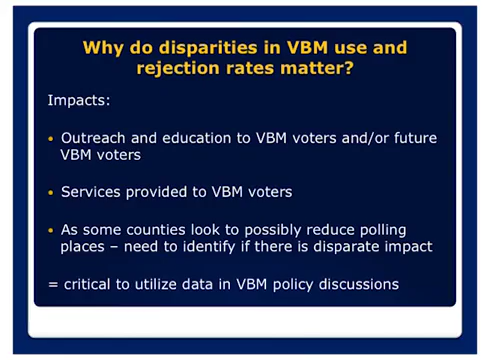 Why do disparities in VBM use and
rejection rates matter?
Impacts:
• Outreach and education to VBM voters and/or future
VBM voters
• Services provided to VBM voters
• As some counties look to possibly reduce polling
places – need to identify if there is disparate impact
= critical to utilize data in VBM policy discussions